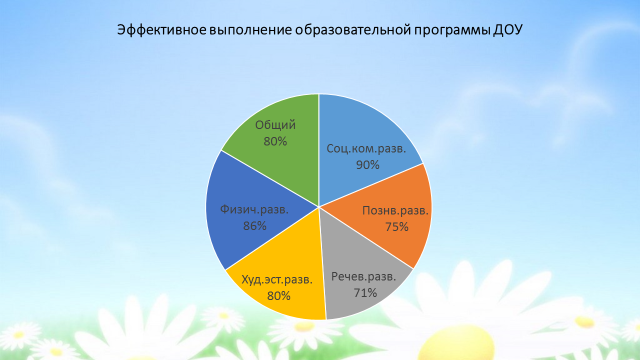 Эффективное выполнение образовательной программы ДОУ
Общий
80%
Соц.ком.разв.
90%
Физич.разв.
86%
Познв.разв.
75%
Худ.эст.разв.
80%
Речев.разв.
71%